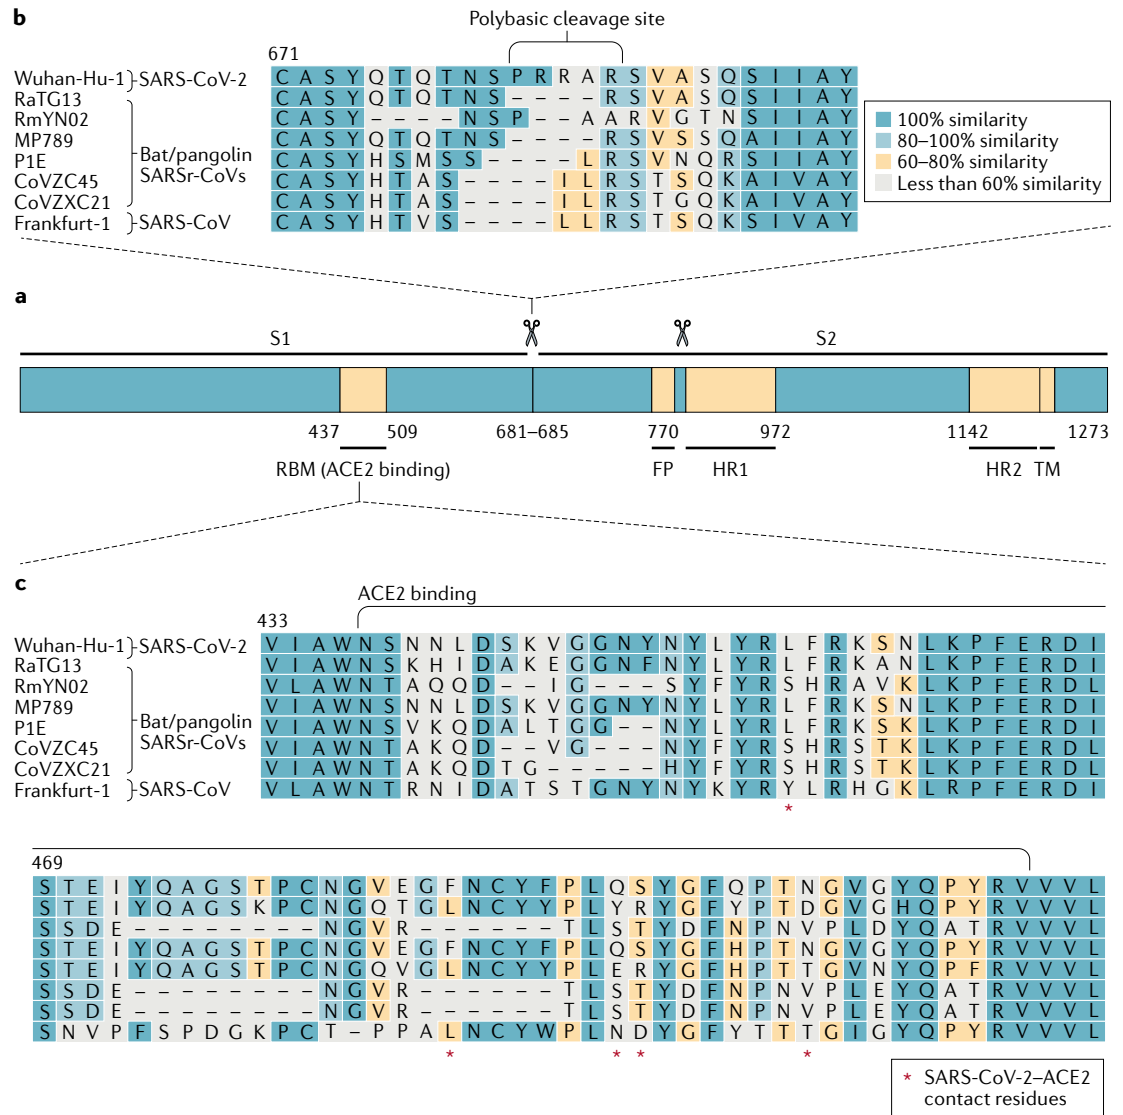 b
Polybasic cleavage site
671
Wuhan-Hu-1 SARS-CoV-2 C A S Y Q T Q T N S P R R A R S V A S Q S I I A Y
RaTG13 C A S Y Q T Q T N S - - - - R S V A S Q S I I A Y
RmYN02 C A S Y - - - - N S P - - A A R V G T N S I I A Y
MP789 C A S Y Q T Q T N S - - - - R S V S S Q A I I A Y
P1E C A S Y H S M S S - - - - L R S V N Q R S I I A Y
CoVZC45 C A S Y H T A S - - - - I L R S T S Q K A I V A Y
CoVZXC21 C A S Y H T A S - - - - I L R S T G Q K A I V A Y
Frankfurt-1 SARS-CoV C A S Y H T V S - - - - L L R S T S Q K S I V A Y
Bat/pangolin
SARSr-CoVs
100% similarity
80–100% similarity
60–80% similarity
Less than 60% similarity
a
S1 S2
437 509 681–685 770 972 1142 1273
RBM (ACE2 binding) FP HR1 HR2 TM
c
ACE2 binding
433
Wuhan-Hu-1 SARS-CoV-2 V I A W N S N N L D S K V G G N Y N Y L Y R L F R K S N L K P F E R D I
RaTG13 V I A W N S K H I D A K E G G N F N Y L Y R L F R K A N L K P F E R D I
RmYN02 V L A W N T A Q Q D - - I G - - - S Y F Y R S H R A V K L K P F E R D L
MP789 V I A W N S N N L D S K V G G N Y N Y L Y R L F R K S N L K P F E R D I
P1E V I A W N S V K Q D A L T G G - - N Y L Y R L F R K S K L K P F E R D I
CoVZC45 V I A W N T A K Q D - - V G - - - N Y F Y R S H R S T K L K P F E R D L
CoVZXC21 V I A W N T A K Q D T G - - - - - H Y F Y R S H R S T K L K P F E R D L
Frankfurt-1 SARS-CoV V L A W N T R N I D A T S T G N Y N Y K Y R Y L R H G K L R P F E R D I
Bat/pangolin
SARSr-CoVs
*
469
S T E I Y Q A G S T P C N G V E G F N C Y F P L Q S Y G F Q P T N G V G Y Q P Y R V V V L
S T E I Y Q A G S K P C N G Q T G L N C Y Y P L Y R Y G F Y P T D G V G H Q P Y R V V V L
S S D E - - - - - - - - N G V R - - - - - - T L S T Y D F N P N V P L D Y Q A T R V V V L
S T E I Y Q A G S T P C N G V E G F N C Y F P L Q S Y G F H P T N G V G Y Q P Y R V V V L
S T E I Y Q A G S T P C N G Q V G L N C Y Y P L E R Y G F H P T T G V N Y Q P F R V V V L
S S D E - - - - - - - - N G V R - - - - - - T L S T Y D F N P N V P L E Y Q A T R V V V L
S S D E - - - - - - - - N G V R - - - - - - T L S T Y D F N P N V P L E Y Q A T R V V V L
S N V P F S P D G K P C T - P P A L N C Y W P L N D Y G F Y T T T G I G Y Q P Y R V V V L
* * * *
* SARS-CoV-2–ACE2
contact residues